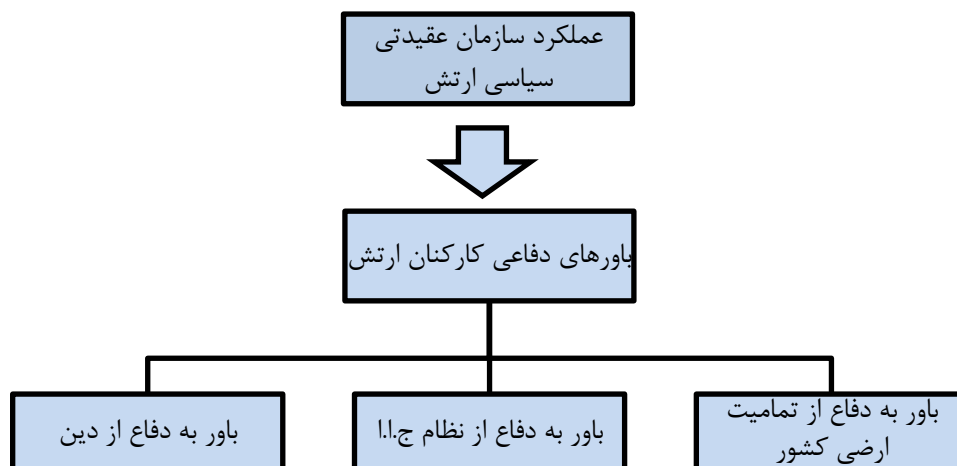 عملکرد سازمان عقیدتی
سیاسی ارتش
باورهای دفاعی کارکنان ارتش
باور به دفاع از تمامیت
ارضی کشور
باور به دفاع از نظام ج.ا.ا
باور به دفاع از دین